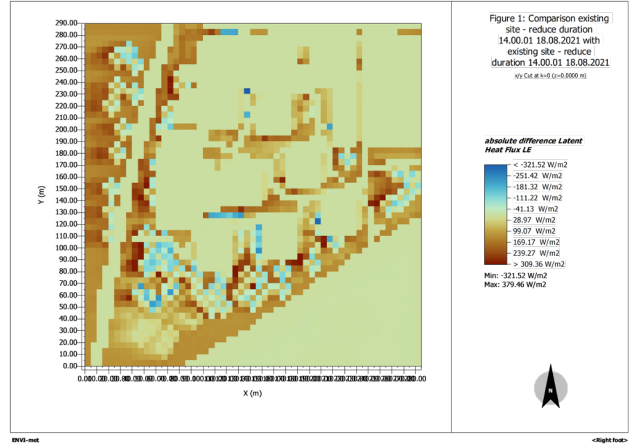 Figure 1: Comparison existing
site - reduce duration
14.00.01 18.08.2021 with
existing site - reduce
duration 14.00.01 18.08.2021
x/y Cut at k=0 (z=0.0000 m)
absolute difference Latent
Heat Flux LE
< -321.52 W/m2
-251.42 W/m2
-181.32 W/m2
-111.22 W/m2
-41.13 W/m2
28.97 W/m2
99.07 W/m2
169.17 W/m2
239.27 W/m2
> 309.36 W/m2
Min: -321.52 W/m2
Max: 379.46 W/m2
N
Y (m)
290.00
280.00
270.00
260.00
250.00
240.00
230.00
220.00
210.00
200.00
190.00
180.00
170.00
160.00
150.00
140.00
130.00
120.00
110.00
100.00
90.00
80.00
70.00
60.00
50.00
40.00
30.00
20.00
10.00
0.00
X (m)
ENVI-met
<Right foot>